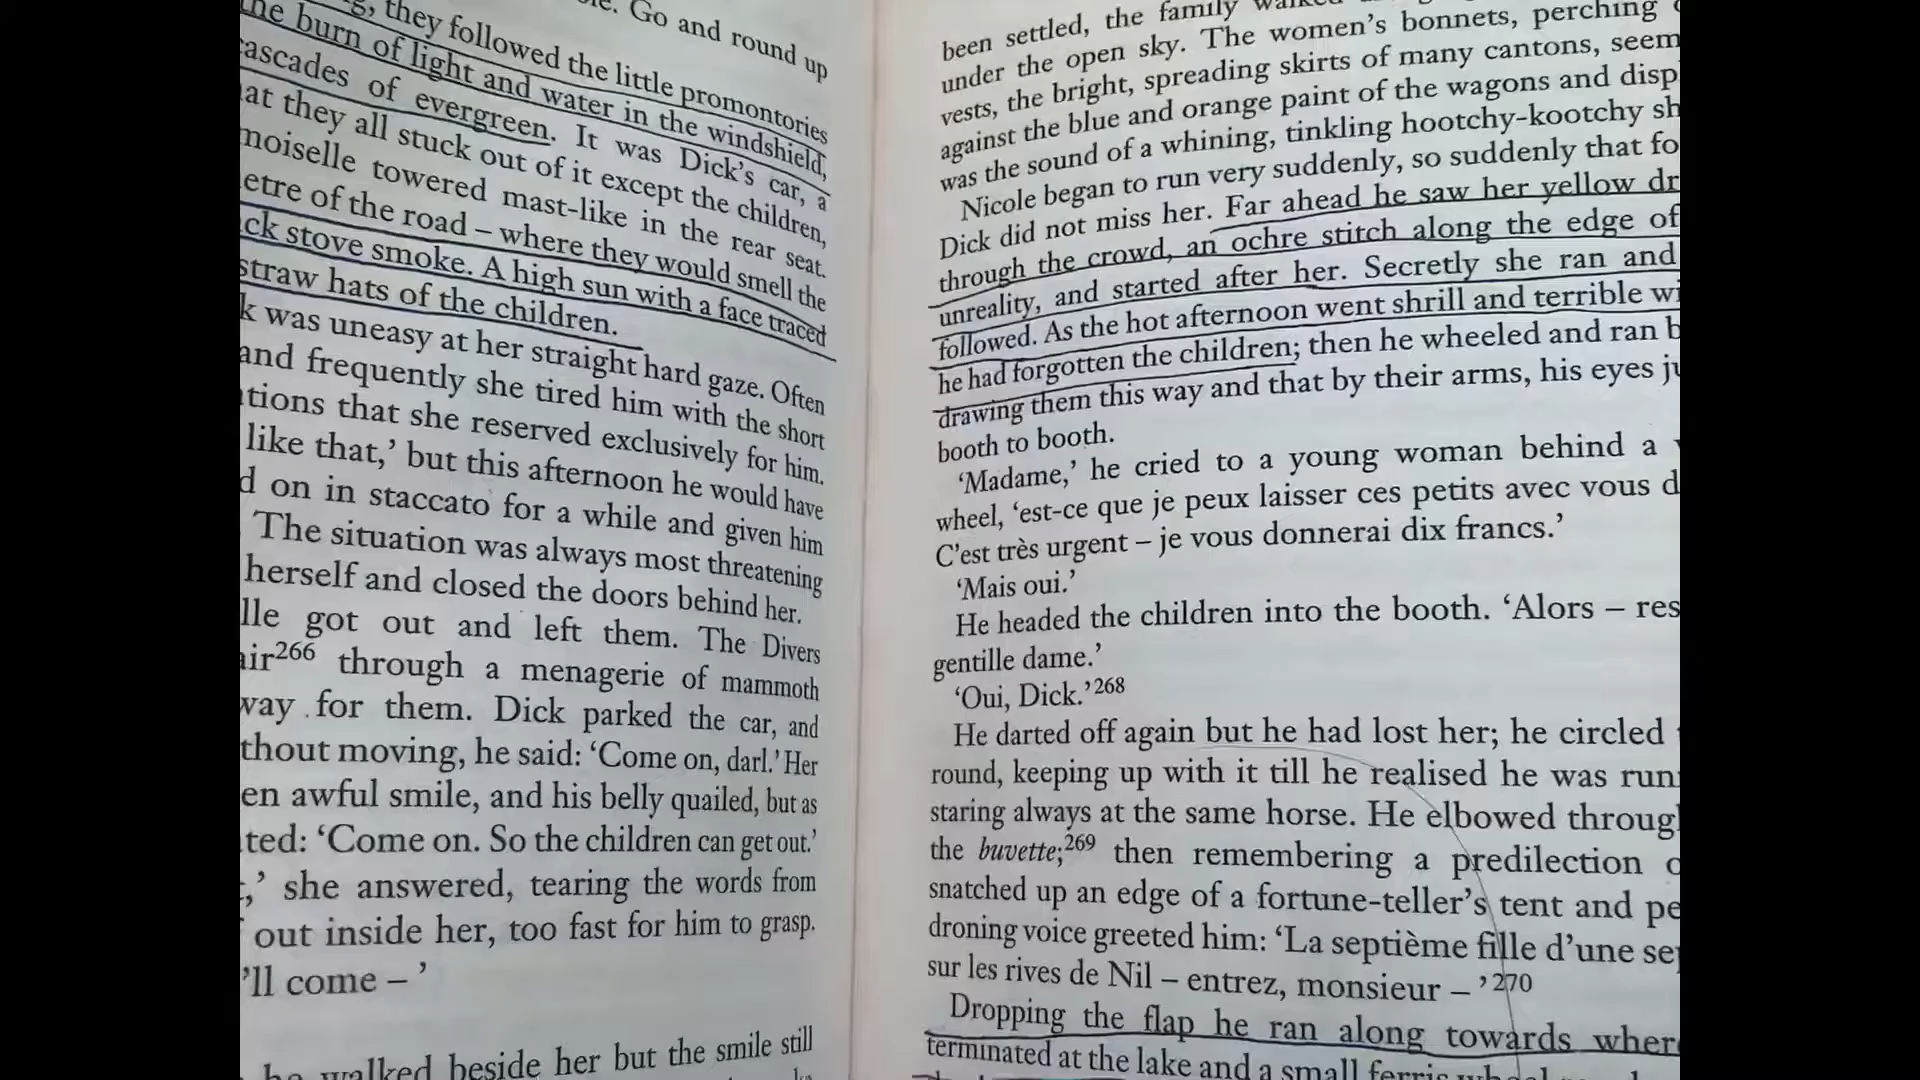 Go and round up
they followed the little promontories
the burn of light and water in the windshield,
cascades of evergreen. It was Dick's car, a
at they all stuck out of it except the children,
moiselle towered mast-like in the rear seat.
etre of the road – where they would smell the
ck stove smoke. A high sun with a face traced
straw hats of the children.
k was uneasy at her straight hard gaze. Often
and frequently she tired him with the short
tions that she reserved exclusively for him.
like that,' but this afternoon he would have
d on in staccato for a while and given him
The situation was always most threatening
herself and closed the doors behind her.
lle got out and left them. The Divers
air266 through a menagerie of mammoth
way for them. Dick parked the car, and
thout moving, he said: 'Come on, darl.' Her
en awful smile, and his belly quailed, but as
ted: 'Come on. So the children can get out.'
,' she answered, tearing the words from
out inside her, too fast for him to grasp.
'll come – '
he walked beside her but the smile still
been settled, the family
under the open sky. The women's bonnets, perching
vests, the bright, spreading skirts of many cantons, seem
against the blue and orange paint of the wagons and disp
was the sound of a whining, tinkling hootchy-kootchy sh
Nicole began to run very suddenly, so suddenly that fo
Dick did not miss her. Far ahead he saw her yellow dr
through the crowd, an ochre stitch along the edge of
unreality, and started after her. Secretly she ran and
followed. As the hot afternoon went shrill and terrible wi
he had forgotten the children; then he wheeled and ran b
drawing them this way and that by their arms, his eyes ju
booth to booth.
'Madame,' he cried to a young woman behind a
wheel, 'est-ce que je peux laisser ces petits avec vous d
C'est très urgent – je vous donnerai dix francs.'
'Mais oui.'
He headed the children into the booth. 'Alors – res
gentille dame.'
'Oui, Dick.'268
He darted off again but he had lost her; he circled
round, keeping up with it till he realised he was run
staring always at the same horse. He elbowed throug
the buvette;269 then remembering a predilection o
snatched up an edge of a fortune-teller's tent and pe
droning voice greeted him: 'La septième fille d'une se
sur les rives de Nil – entrez, monsieur – '270
Dropping the flap he ran along towards where
terminated at the lake and a small ferris wheel